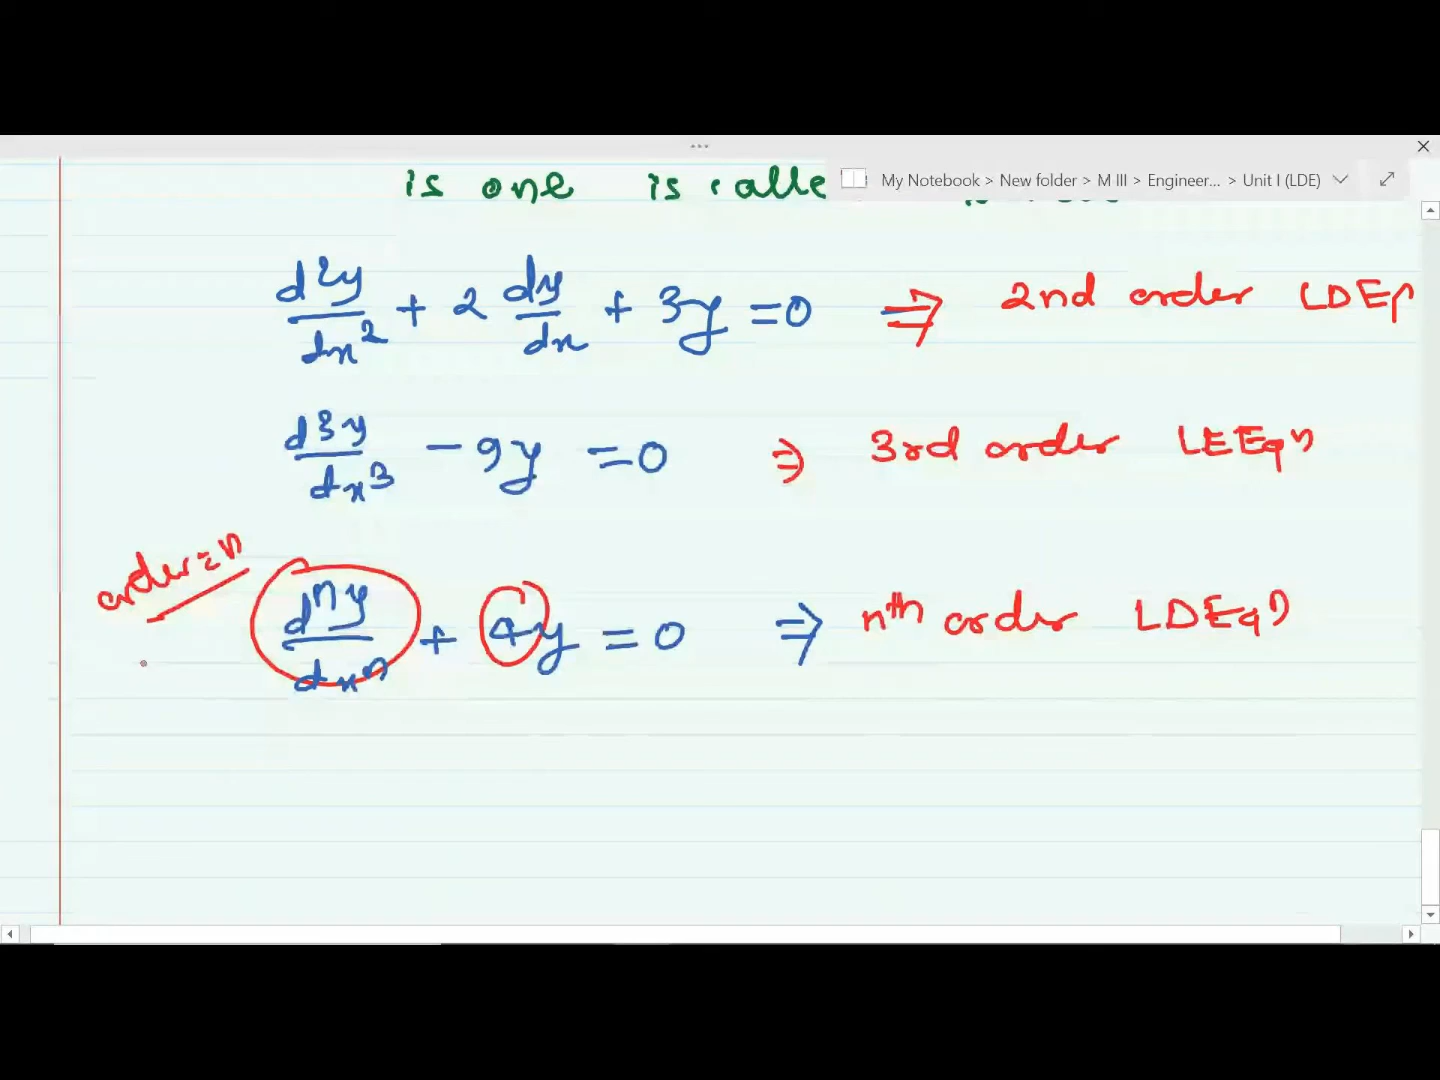 My Notebook > New folder > M III > Engineer... > Unit I (LDE)
is one is calle
d²y/dx² + 2 dy/dx + 3y = 0 ⇒ 2nd order LDEq
d³y/dx³ - 9y = 0 ⇒ 3rd order LEEqn
order = n
dⁿy/dxⁿ + 4y = 0 ⇒ nth order LDEqn